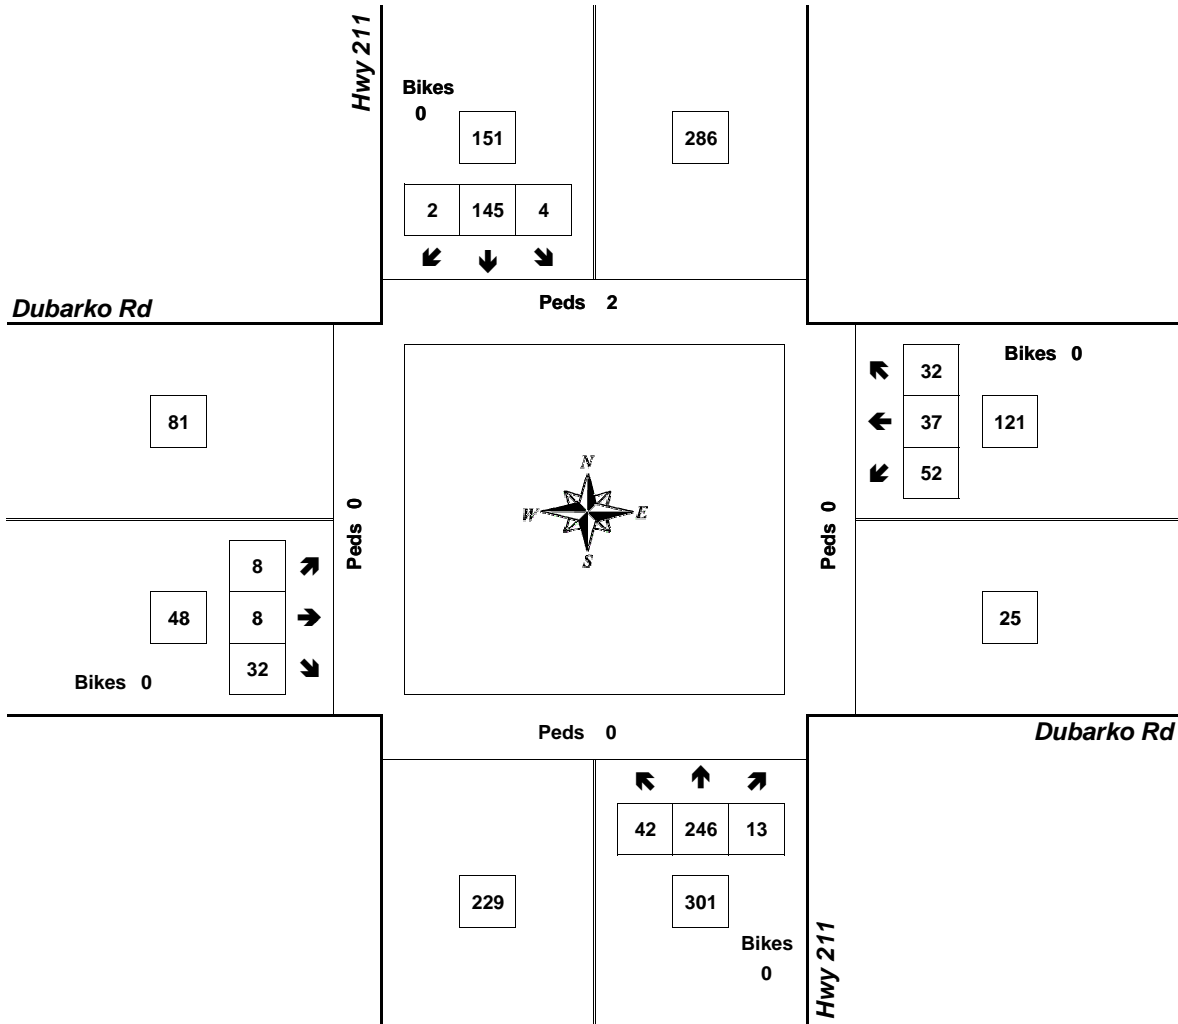 Hwy 211
Bikes
0
151
286
2 145 4
Dubarko Rd
Peds 2
32
Bikes 0
81
37
121
52
N
W E
S
Peds 0
Peds 0
8
48
8
25
32
Bikes 0
Peds 0
Dubarko Rd
42 246 13
229
301
Bikes
0
Hwy 211